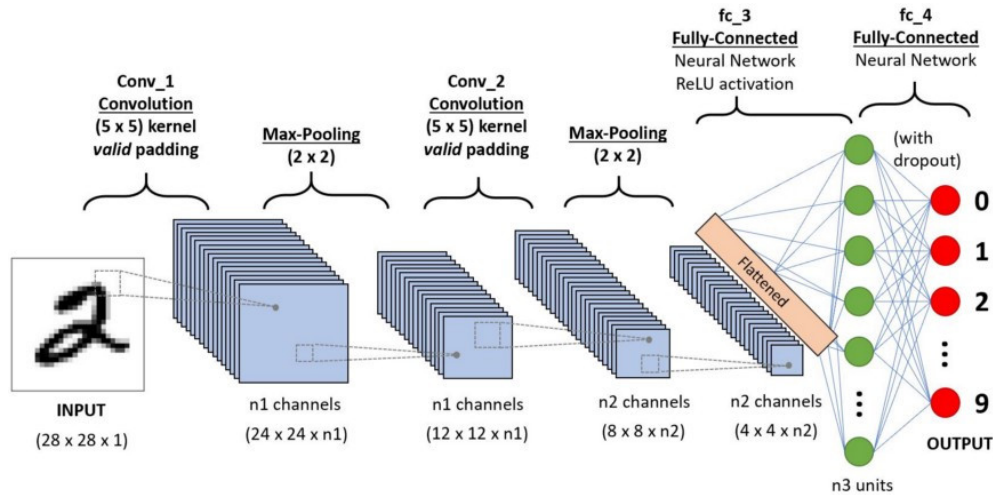 Conv_1
Convolution
(5 x 5) kernel
valid padding
Max-Pooling
(2 x 2)
Conv_2
Convolution
(5 x 5) kernel
valid padding
Max-Pooling
(2 x 2)
fc_3
Fully-Connected
Neural Network
ReLU activation
fc_4
Fully-Connected
Neural Network
(with
dropout)
Flattened
0
1
2
9
OUTPUT
2
INPUT
(28 x 28 x 1)
n1 channels
(24 x 24 x n1)
n1 channels
(12 x 12 x n1)
n2 channels
(8 x 8 x n2)
n2 channels
(4 x 4 x n2)
n3 units